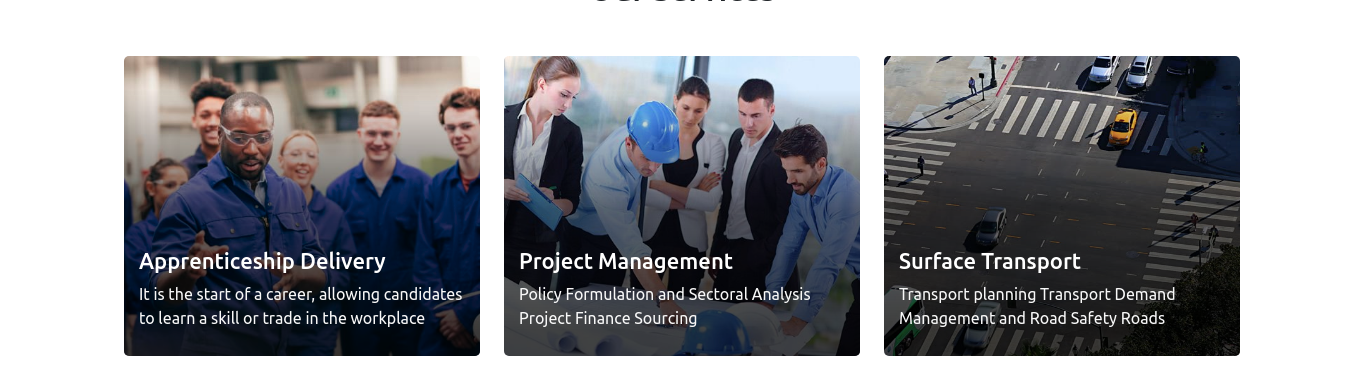 Our Services
Apprenticeship Delivery
It is the start of a career, allowing candidates
to learn a skill or trade in the workplace
Project Management
Policy Formulation and Sectoral Analysis
Project Finance Sourcing
Surface Transport
Transport planning Transport Demand
Management and Road Safety Roads